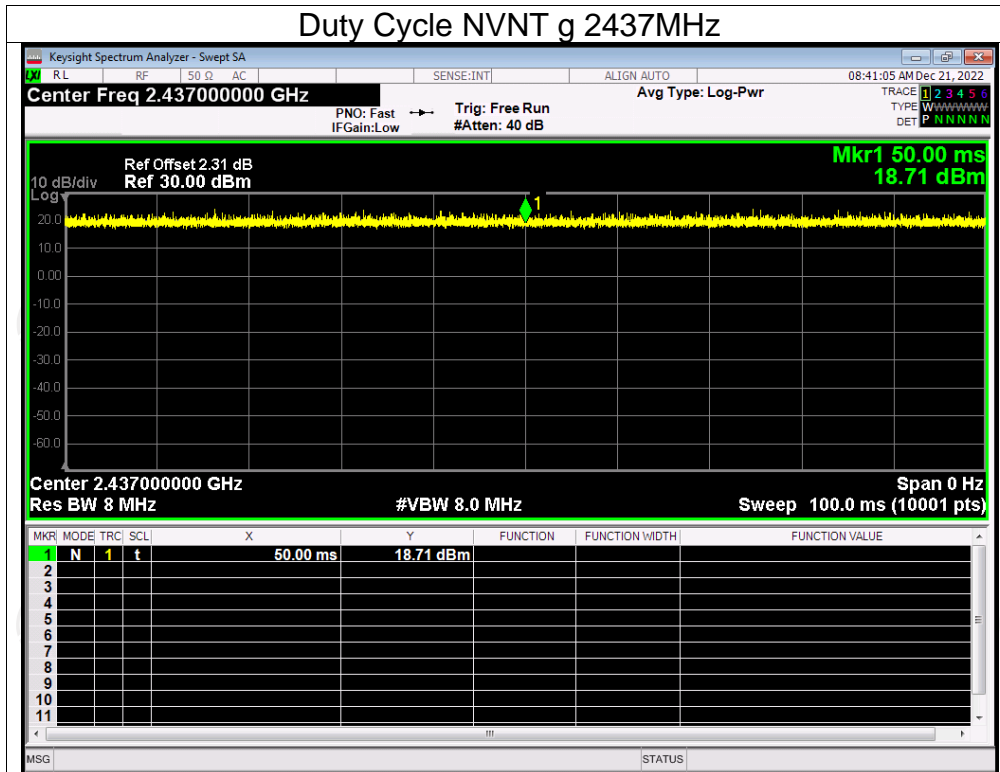 Duty Cycle NVNT g 2437MHz
Keysight Spectrum Analyzer - Swept SA
LXI RL RF 50 Ω AC SENSE:INT ALIGN AUTO 08:41:05 AM Dec 21, 2022
Center Freq 2.437000000 GHz Avg Type: Log-Pwr TRACE 1 2 3 4 5 6
PNO: Fast Trig: Free Run TYPE WWWWWW
IFGain:Low #Atten: 40 dB DET P N N N N N
Mkr1 50.00 ms
Ref Offset 2.31 dB
10 dB/div Ref 30.00 dBm 18.71 dBm
Log
1
20.0
10.0
0.00
-10.0
-20.0
-30.0
-40.0
-50.0
-60.0
Center 2.437000000 GHz Span 0 Hz
Res BW 8 MHz #VBW 8.0 MHz Sweep 100.0 ms (10001 pts)
MKR MODE TRC SCL X Y FUNCTION FUNCTION WIDTH FUNCTION VALUE
1 N 1 t 50.00 ms 18.71 dBm
2
3
4
5
6
7
8
9
10
11
MSG STATUS